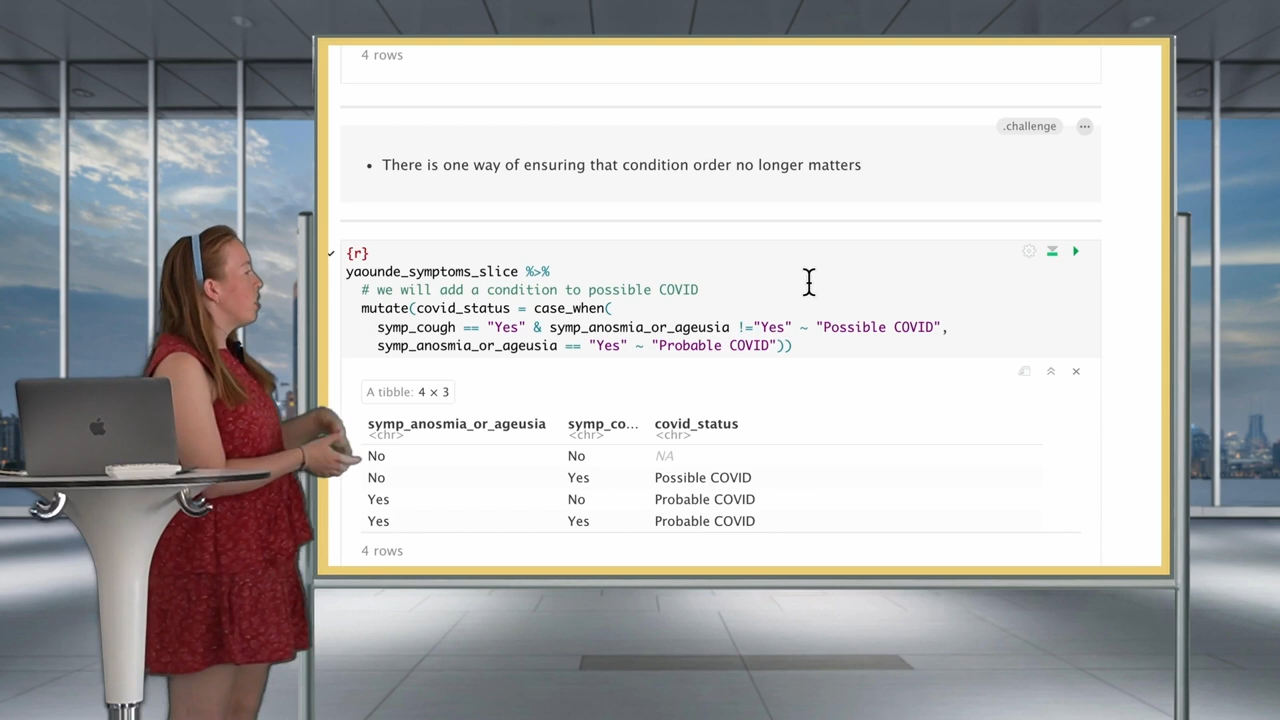 4 rows
.challenge
• There is one way of ensuring that condition order no longer matters
{r}
yaounde_symptoms_slice %>%
# we will add a condition to possible COVID
mutate(covid_status = case_when(
symp_cough == "Yes" & symp_anosmia_or_ageusia !="Yes" ~ "Possible COVID",
symp_anosmia_or_ageusia == "Yes" ~ "Probable COVID"))
A tibble: 4 × 3
symp_anosmia_or_ageusia symp_co... covid_status
<chr> <chr> <chr>
No No NA
No Yes Possible COVID
Yes No Probable COVID
Yes Yes Probable COVID
4 rows